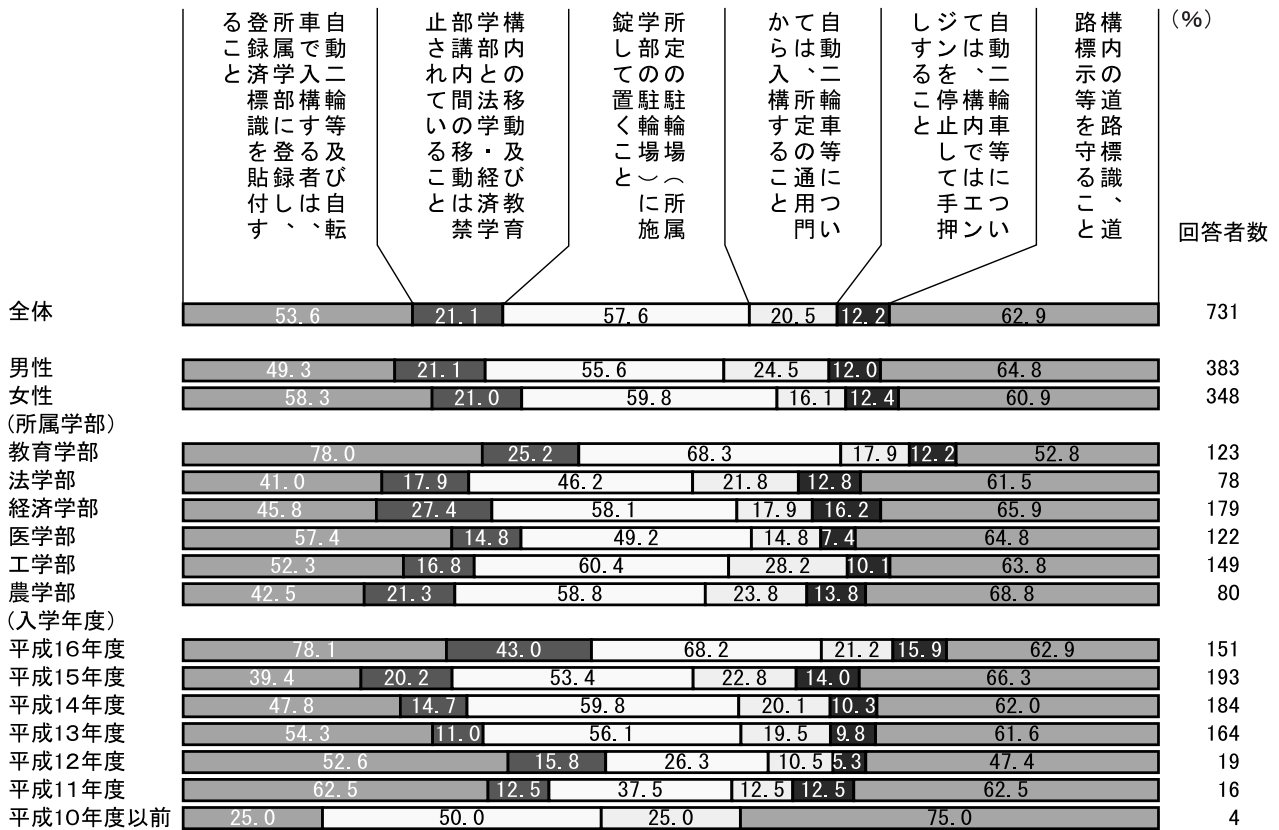 自動二輪等及び自転
車で入構する者は、
所属学部に登録し、
登録済標識を貼付す
ること
構内の移動及び教育
学部と法学・経済学
部講内間の移動は禁
止されていること
所定の駐輪場（所属
学部の駐輪場）に施
錠して置くこと
自動二輪車等につい
ては、所定の通用門
から入構すること
自動二輪車等につい
ては、構内ではエン
ジンを停止して手押
しすること
構内の道路標識、道
路標示等を守ること
(%)
回答者数
全体 53.6 21.1 57.6 20.5 12.2 62.9 731
男性 49.3 21.1 55.6 24.5 12.0 64.8 383
女性 58.3 21.0 59.8 16.1 12.4 60.9 348
(所属学部)
教育学部 78.0 25.2 68.3 17.9 12.2 52.8 123
法学部 41.0 17.9 46.2 21.8 12.8 61.5 78
経済学部 45.8 27.4 58.1 17.9 16.2 65.9 179
医学部 57.4 14.8 49.2 14.8 7.4 64.8 122
工学部 52.3 16.8 60.4 28.2 10.1 63.8 149
農学部 42.5 21.3 58.8 23.8 13.8 68.8 80
(入学年度)
平成16年度 78.1 43.0 68.2 21.2 15.9 62.9 151
平成15年度 39.4 20.2 53.4 22.8 14.0 66.3 193
平成14年度 47.8 14.7 59.8 20.1 10.3 62.0 184
平成13年度 54.3 11.0 56.1 19.5 9.8 61.6 164
平成12年度 52.6 15.8 26.3 10.5 5.3 47.4 19
平成11年度 62.5 12.5 37.5 12.5 12.5 62.5 16
平成10年度以前 25.0 50.0 25.0 75.0 4